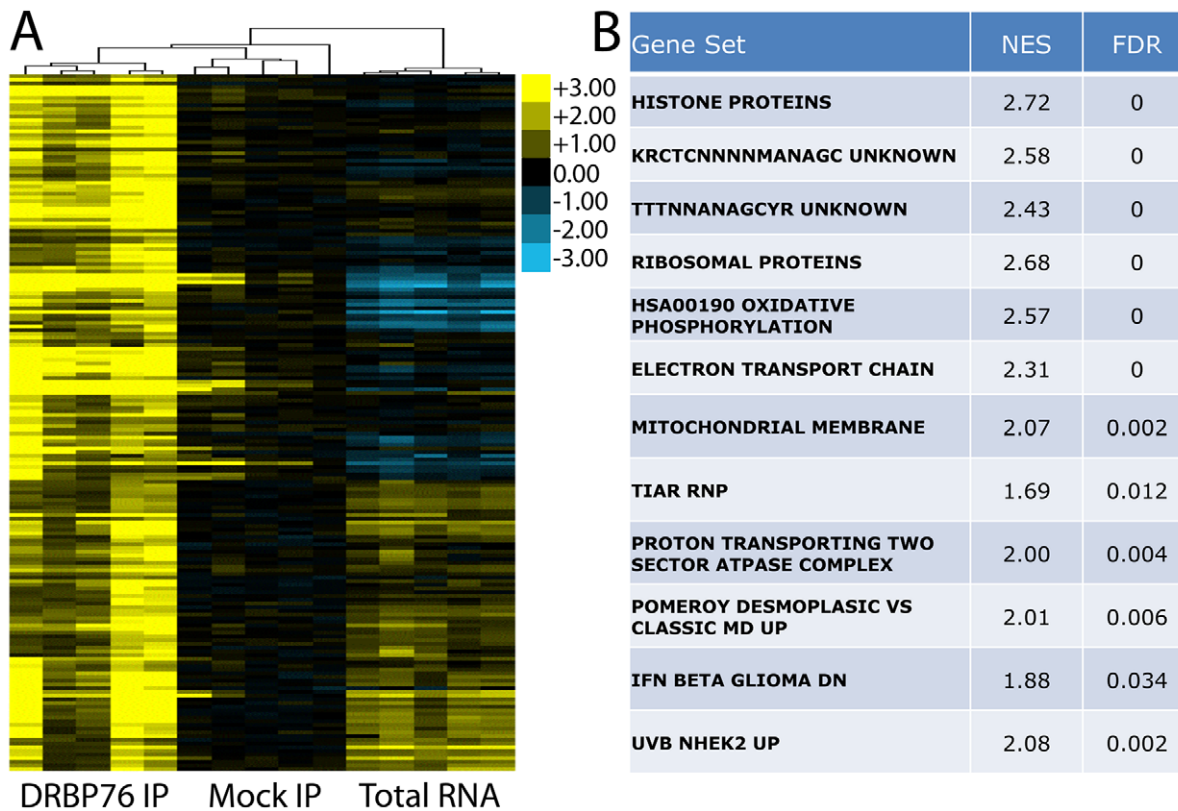 A
+3.00
+2.00
+1.00
0.00
-1.00
-2.00
-3.00
DRBP76 IP Mock IP Total RNA
B
Gene Set NES FDR
HISTONE PROTEINS 2.72 0
KRCTCNNNNMANAGC UNKNOWN 2.58 0
TTTNNANAGCYR UNKNOWN 2.43 0
RIBOSOMAL PROTEINS 2.68 0
HSA00190 OXIDATIVE
PHOSPHORYLATION 2.57 0
ELECTRON TRANSPORT CHAIN 2.31 0
MITOCHONDRIAL MEMBRANE 2.07 0.002
TIAR RNP 1.69 0.012
PROTON TRANSPORTING TWO
SECTOR ATPASE COMPLEX 2.00 0.004
POMEROY DESMOPLASIC VS
CLASSIC MD UP 2.01 0.006
IFN BETA GLIOMA DN 1.88 0.034
UVB NHEK2 UP 2.08 0.002